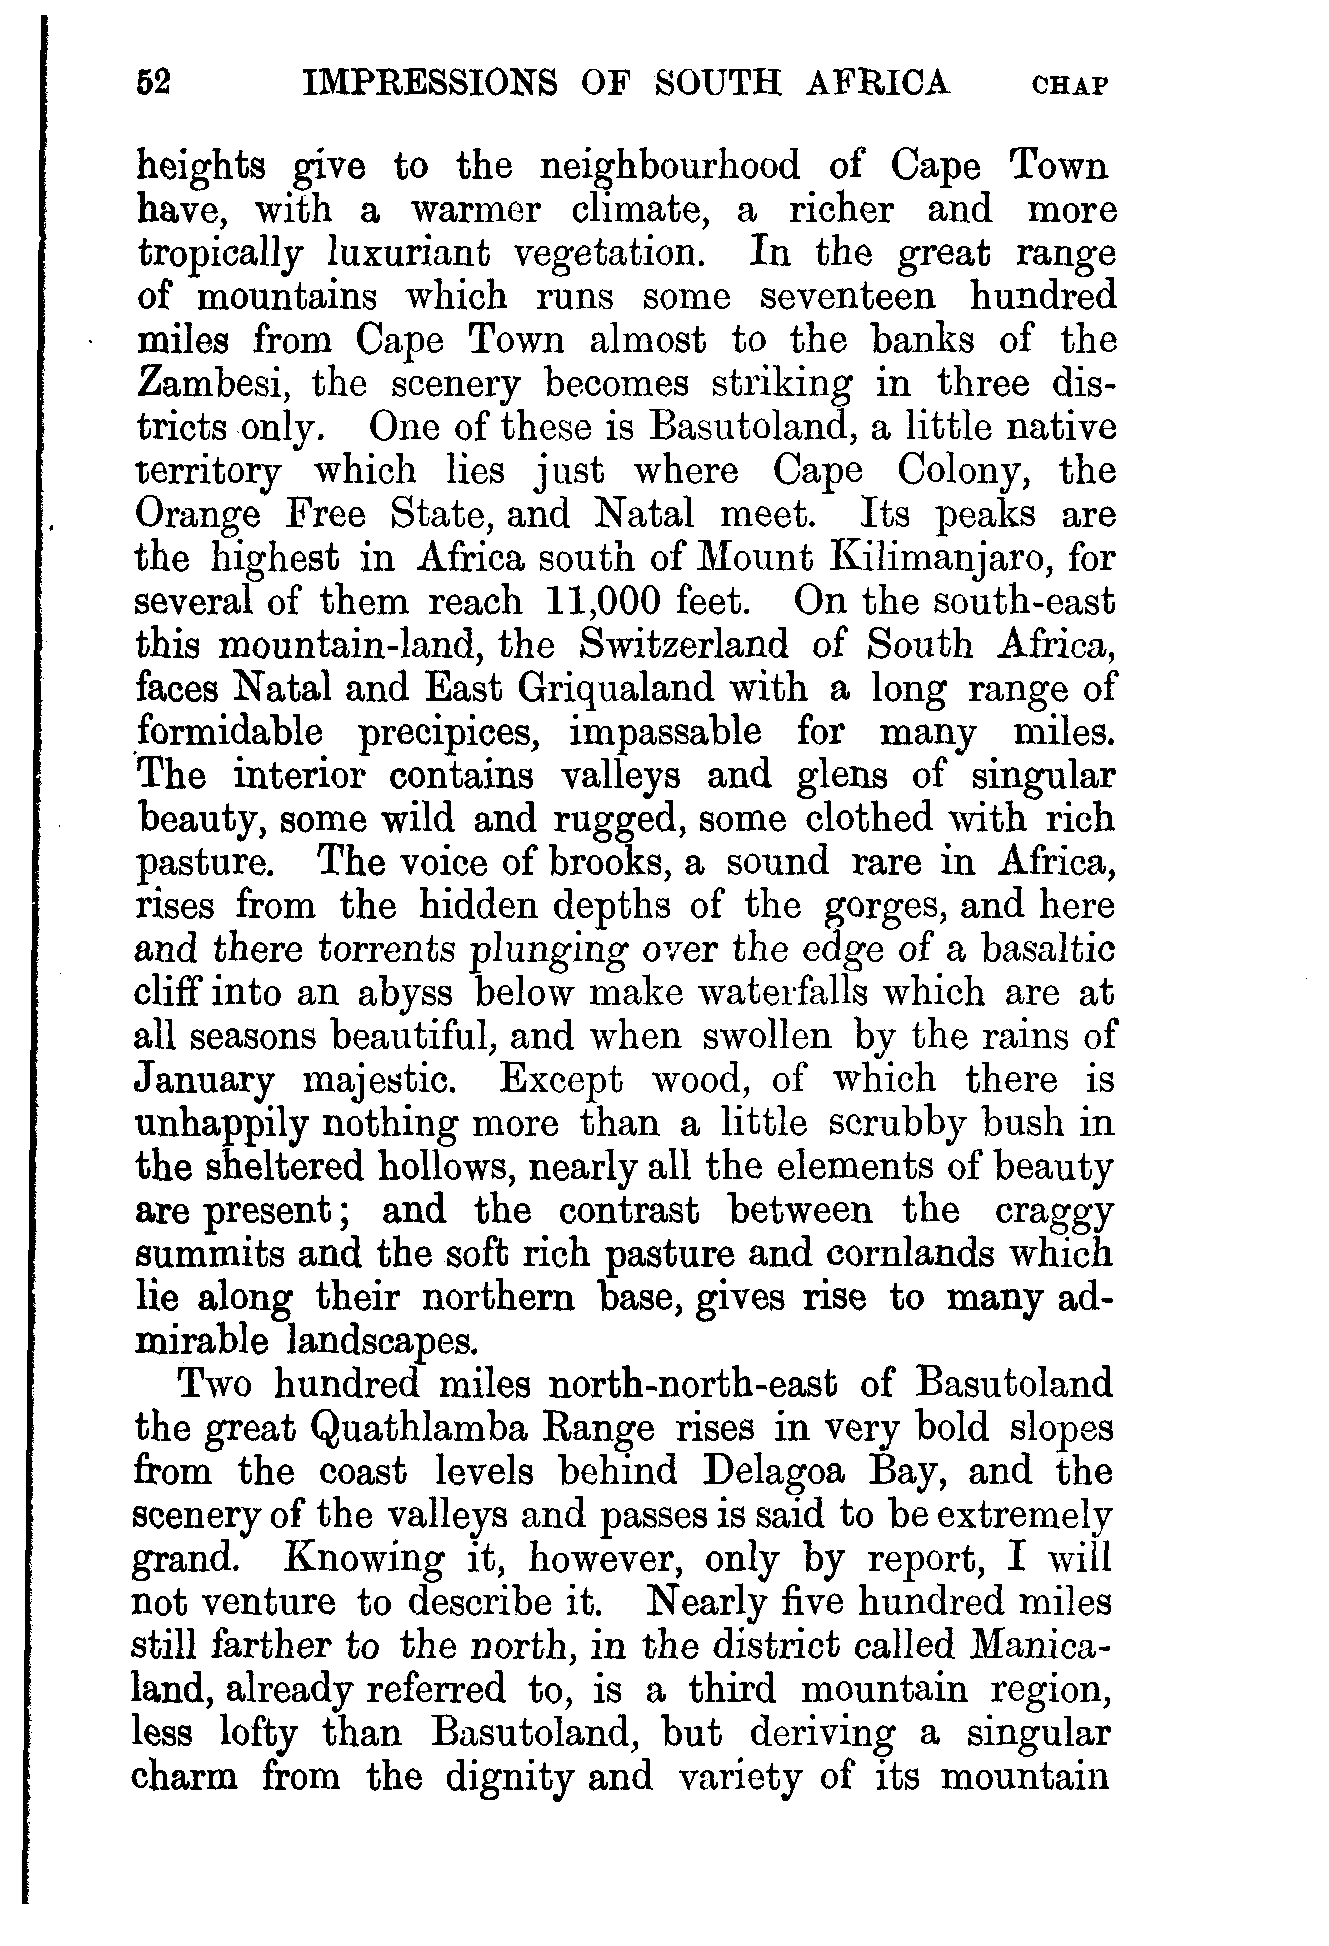 52 IMPRESSIONS OF SOUTH AFRICA CHAP
heights give to the neighbourhood of Cape Town
have, with a warmer climate, a richer and more
tropically luxuriant vegetation. In the great range
of mountains which runs some seventeen hundred
miles from Cape Town almost to the banks of the
Zambesi, the scenery becomes striking in three dis-
tricts only. One of these is Basutoland, a little native
territory which lies just where Cape Colony, the
Orange Free State, and Natal meet. Its peaks are
the highest in Africa south of Mount Kilimanjaro, for
several of them reach 11,000 feet. On the south-east
this mountain-land, the Switzerland of South Africa,
faces Natal and East Griqualand with a long range of
formidable precipices, impassable for many miles.
The interior contains valleys and glens of singular
beauty, some wild and rugged, some clothed with rich
pasture. The voice of brooks, a sound rare in Africa,
rises from the hidden depths of the gorges, and here
and there torrents plunging over the edge of a basaltic
cliff into an abyss below make waterfalls which are at
all seasons beautiful, and when swollen by the rains of
January majestic. Except wood, of which there is
unhappily nothing more than a little scrubby bush in
the sheltered hollows, nearly all the elements of beauty
are present; and the contrast between the craggy
summits and the soft rich pasture and cornlands which
lie along their northern base, gives rise to many ad-
mirable landscapes.
Two hundred miles north-north-east of Basutoland
the great Quathlamba Range rises in very bold slopes
from the coast levels behind Delagoa Bay, and the
scenery of the valleys and passes is said to be extremely
grand. Knowing it, however, only by report, I will
not venture to describe it. Nearly five hundred miles
still farther to the north, in the district called Manica-
land, already referred to, is a third mountain region,
less lofty than Basutoland, but deriving a singular
charm from the dignity and variety of its mountain